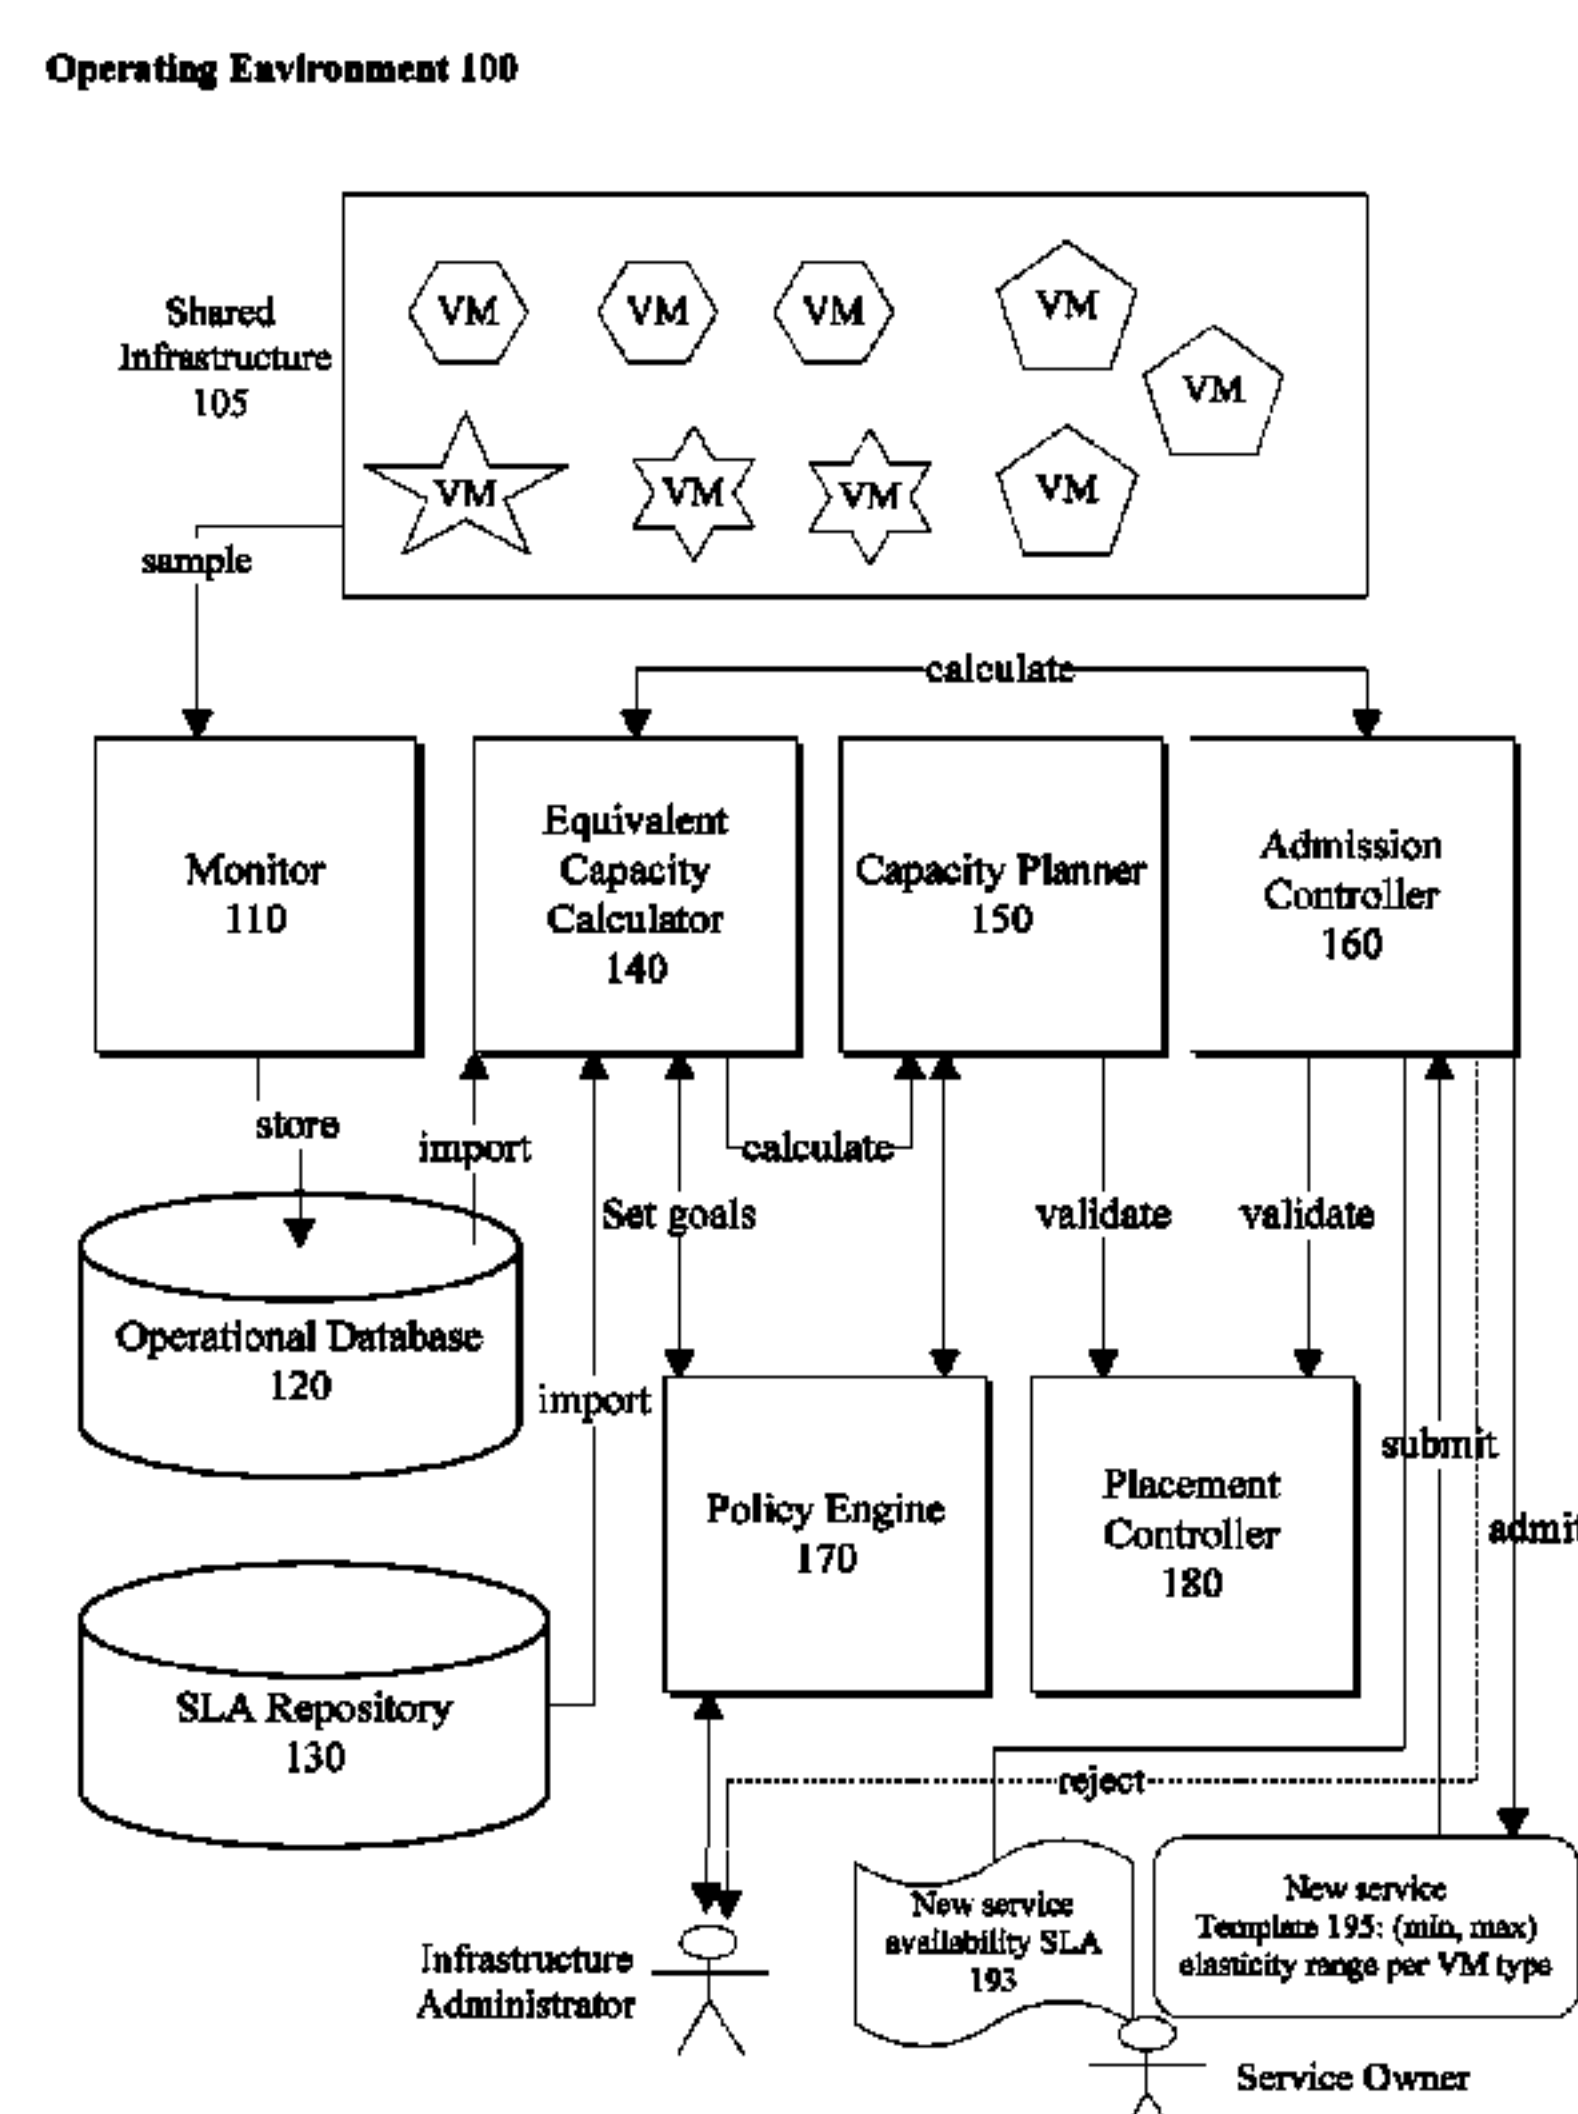 Operating Environment 100
VM
VM
VM
VM
VM
Shared
Infrastructure
105
VM
VM
VM
VM
sample
calculate
Monitor
110
Equivalent
Capacity
Calculator
140
Capacity Planner
150
Admission
Controller
160
store
import
calculate
Set goals
validate
validate
Operational Database
120
import
submit
admit
Policy Engine
170
Placement
Controller
180
SLA Repository
130
reject
New service
availability SLA
193
New service
Template 195: (min, max)
elasticity range per VM type
Infrastructure
Administrator
Service Owner